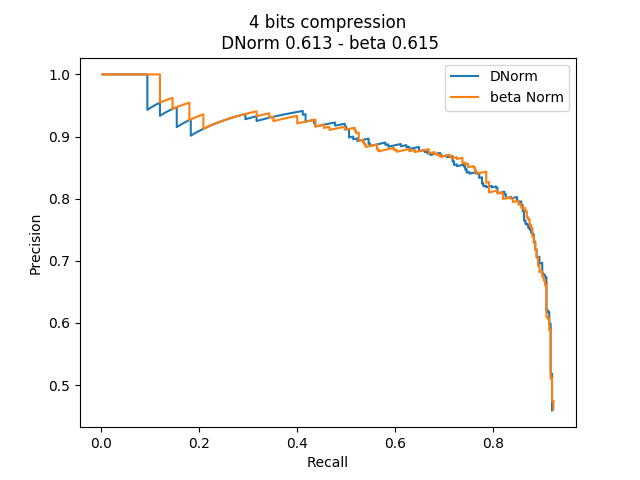 4 bits compression
DNorm 0.613 - beta 0.615
DNorm
beta Norm
1.0
0.9
0.8
0.7
0.6
0.5
Precision
0.0
0.2
0.4
0.6
0.8
Recall